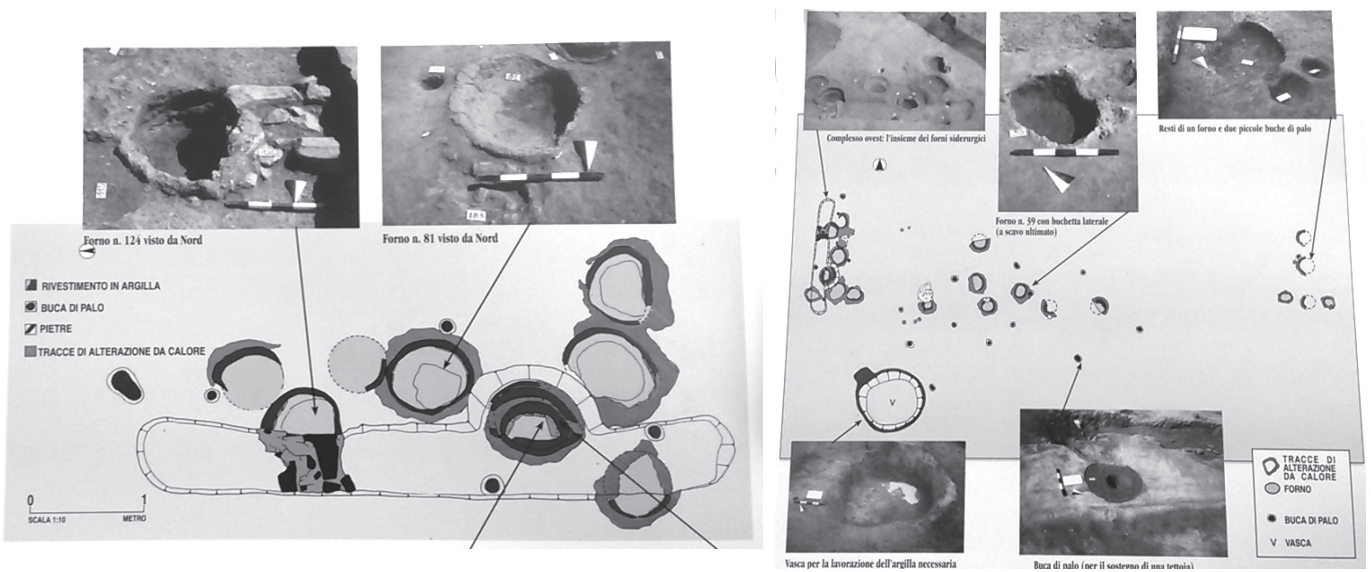 Forno n. 124 visto da Nord
Forno n. 81 visto da Nord
183
RIVESTIMENTO IN ARGILLA
BUCA DI PALO
PIETRE
TRACCE DI ALTERAZIONE DA CALORE
0 1
SCALA 1:10 METRO
Complesso ovest: l'insieme dei forni siderurgici
Forno n. 39 con buchetta laterale
(a scavo ultimato)
Resti di un forno e due piccole buche di palo
V
Vasca per la lavorazione dell'argilla necessaria
Buca di palo (per il sostegno di una tettoia)
TRACCE DI
ALTERAZIONE
DA CALORE
FORNO
BUCA DI PALO
V VASCA